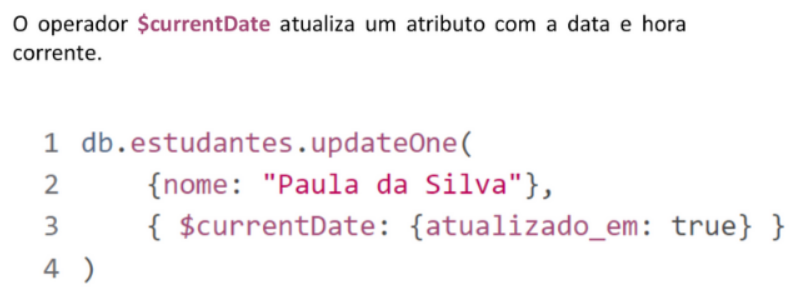 O operador $currentDate atualiza um atributo com a data e hora
corrente.
1 db.estudantes.updateOne(
2 {nome: "Paula da Silva"},
3 { $currentDate: {atualizado_em: true} }
4 )